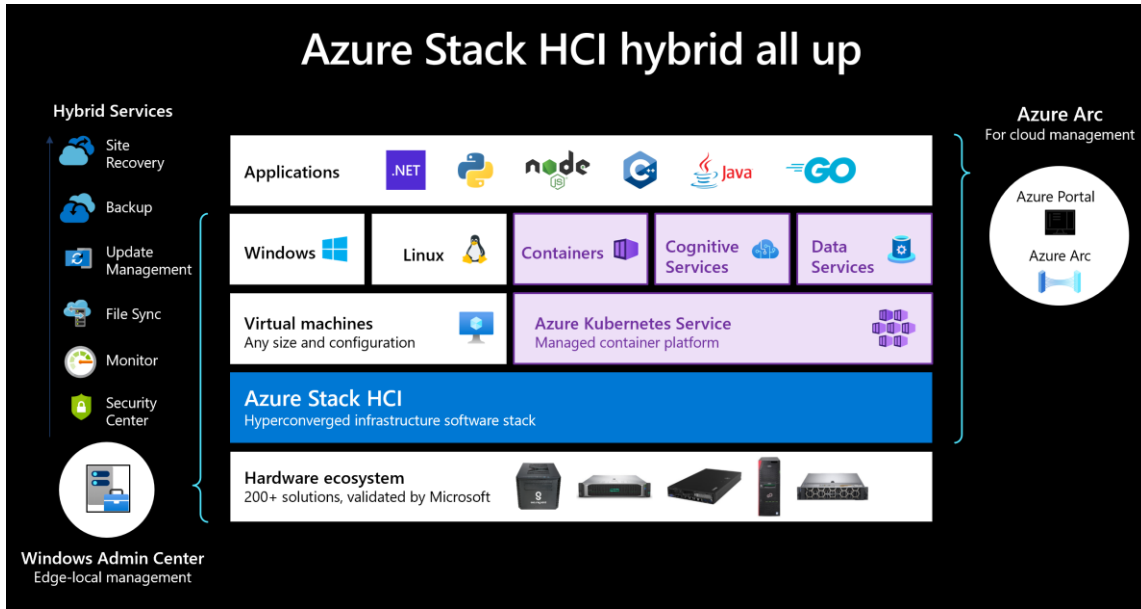 Azure Stack HCI hybrid all up
Hybrid Services
Site
Recovery
Backup
Update
Management
File Sync
Monitor
Security
Center
Windows Admin Center
Edge-local management
Applications
.NET
node
JS
C++
Java
GO
Windows
Linux
Containers
Cognitive
Services
Data
Services
Virtual machines
Any size and configuration
Azure Kubernetes Service
Managed container platform
Azure Stack HCI
Hyperconverged infrastructure software stack
Hardware ecosystem
200+ solutions, validated by Microsoft
Azure Arc
For cloud management
Azure Portal
Azure Arc